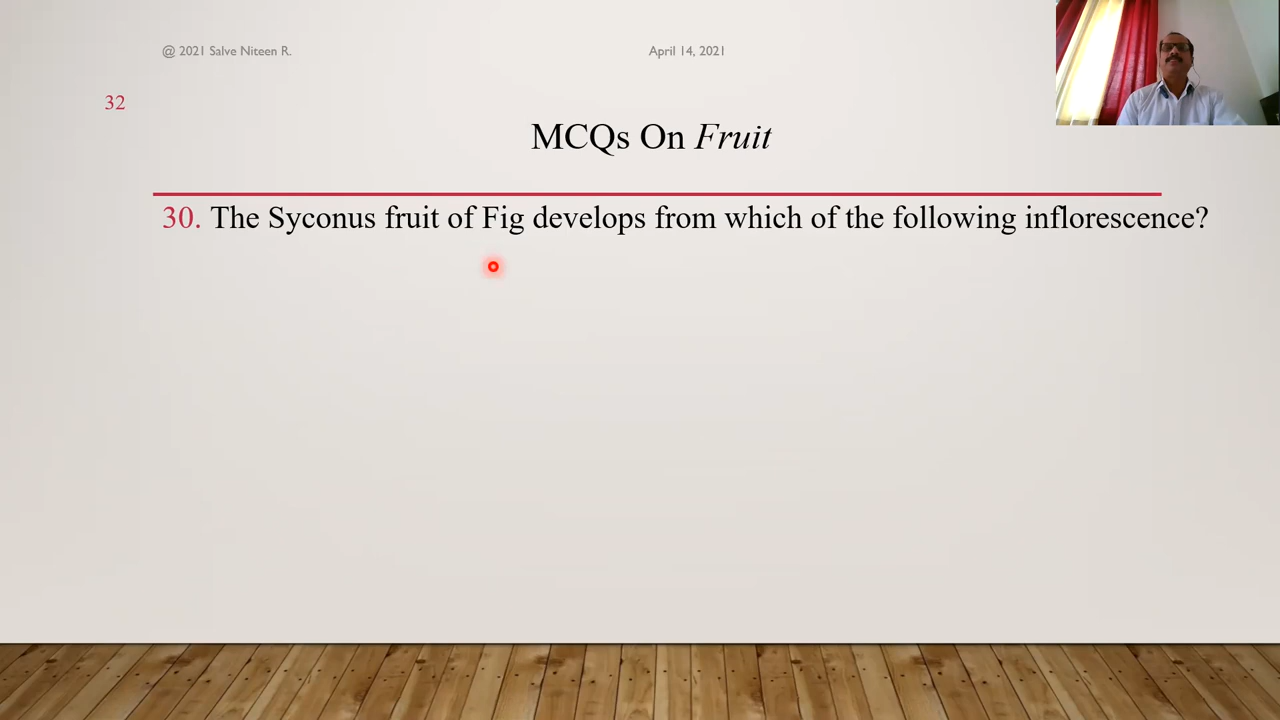 @ 2021 Salve Niteen R.
April 14, 2021
32
MCQs On Fruit
30. The Syconus fruit of Fig develops from which of the following inflorescence?